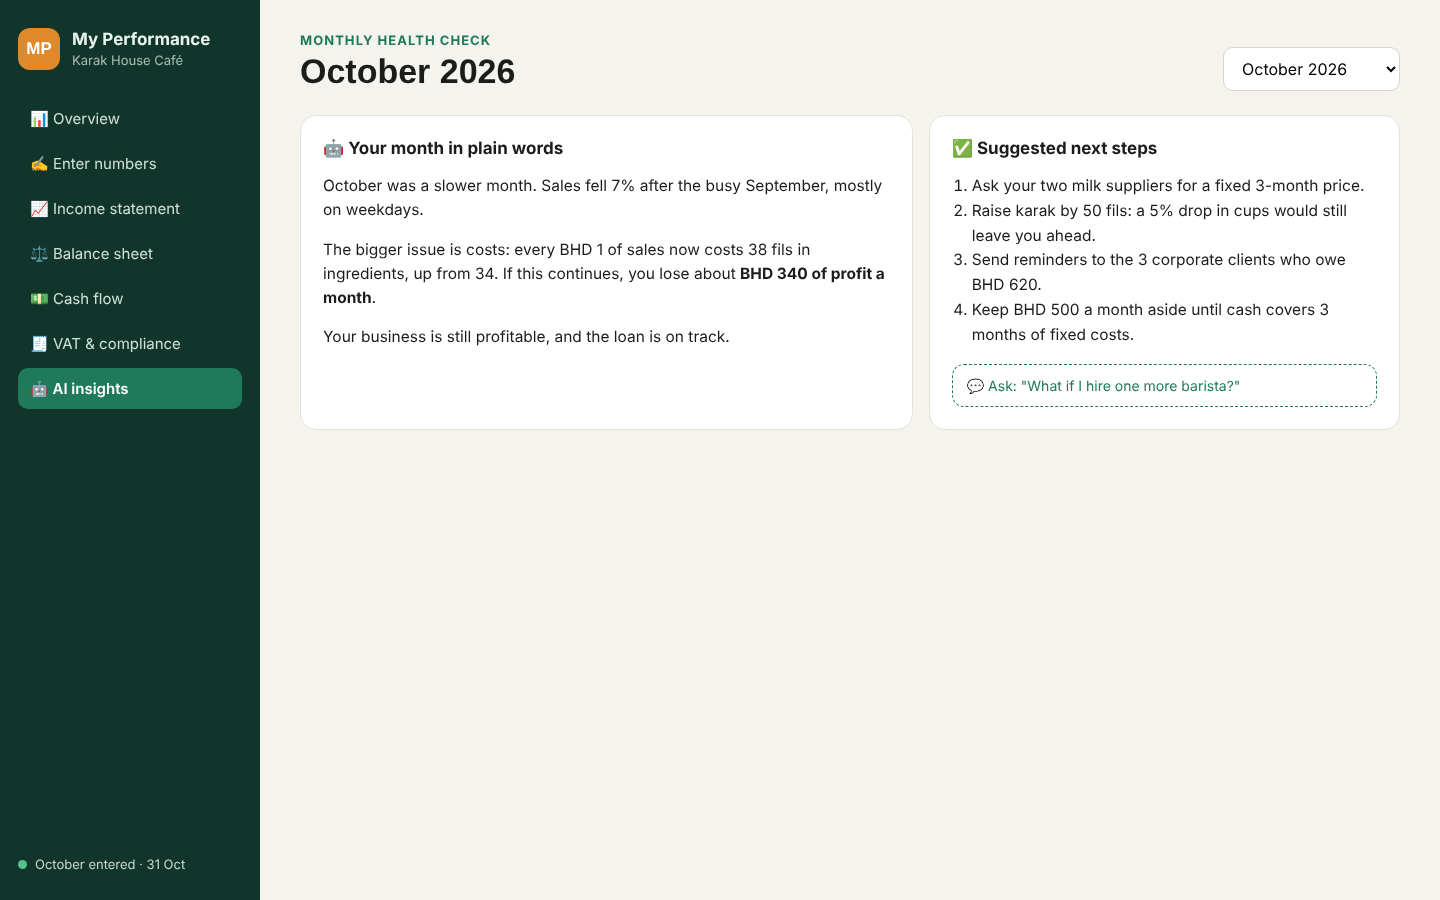 MP
My Performance
Karak House Café
📊 Overview
✍️ Enter numbers
📈 Income statement
⚖️ Balance sheet
💵 Cash flow
🧾 VAT & compliance
🤖 AI insights
October entered · 31 Oct
MONTHLY HEALTH CHECK
October 2026
October 2026
🤖 Your month in plain words
October was a slower month. Sales fell 7% after the busy September, mostly
on weekdays.
The bigger issue is costs: every BHD 1 of sales now costs 38 fils in
ingredients, up from 34. If this continues, you lose about BHD 340 of profit a
month.
Your business is still profitable, and the loan is on track.
✅ Suggested next steps
1. Ask your two milk suppliers for a fixed 3-month price.
2. Raise karak by 50 fils: a 5% drop in cups would still
leave you ahead.
3. Send reminders to the 3 corporate clients who owe
BHD 620.
4. Keep BHD 500 a month aside until cash covers 3
months of fixed costs.
💬 Ask: "What if I hire one more barista?"